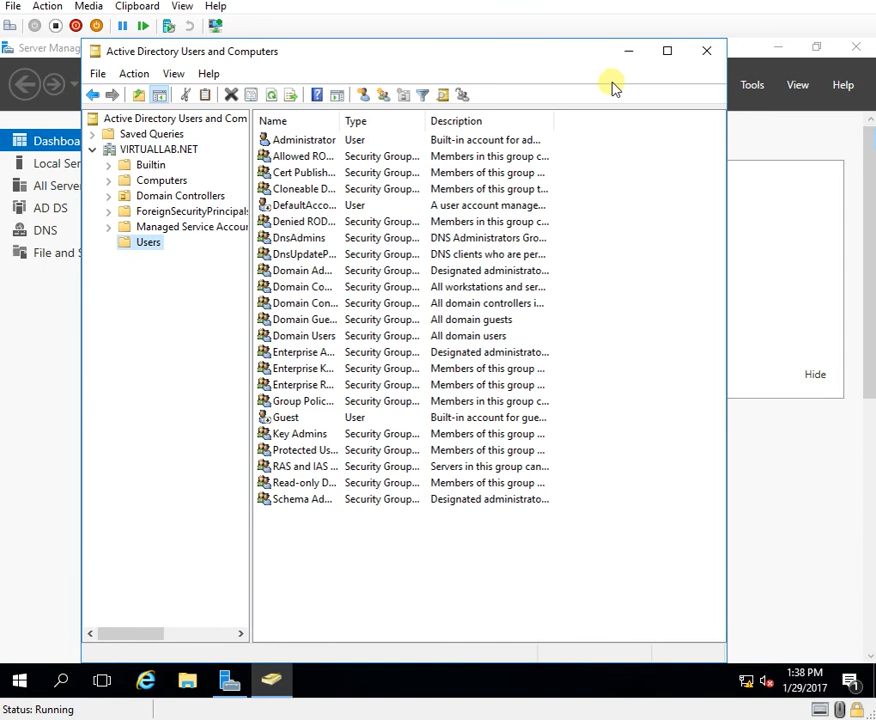 File Action Media Clipboard View Help
Server Manag
Active Directory Users and Computers
File Action View Help
Tools View Help
Dashboa
Local Ser
All Server
AD DS
DNS
File and S
Active Directory Users and Com
Saved Queries
VIRTUALLAB.NET
Builtin
Computers
Domain Controllers
ForeignSecurityPrincipals
Managed Service Accour
Users
Name Type Description
Administrator User Built-in account for ad...
Allowed RO... Security Group... Members in this group c...
Cert Publish... Security Group... Members of this group ...
Cloneable D... Security Group... Members of this group t...
DefaultAcco... User A user account manage...
Denied ROD... Security Group... Members in this group c...
DnsAdmins Security Group... DNS Administrators Gro...
DnsUpdateP... Security Group... DNS clients who are per...
Domain Ad... Security Group... Designated administrato...
Domain Co... Security Group... All workstations and ser...
Domain Con... Security Group... All domain controllers i...
Domain Gue... Security Group... All domain guests
Domain Users Security Group... All domain users
Enterprise A... Security Group... Designated administrato...
Enterprise K... Security Group... Members of this group ...
Enterprise R... Security Group... Members of this group ...
Group Polic... Security Group... Members in this group c...
Guest User Built-in account for gue...
Key Admins Security Group... Members of this group ...
Protected Us... Security Group... Members of this group ...
RAS and IAS ... Security Group... Servers in this group can...
Read-only D... Security Group... Members of this group ...
Schema Ad... Security Group... Designated administrato...
Hide
1:38 PM
1/29/2017
1
Status: Running